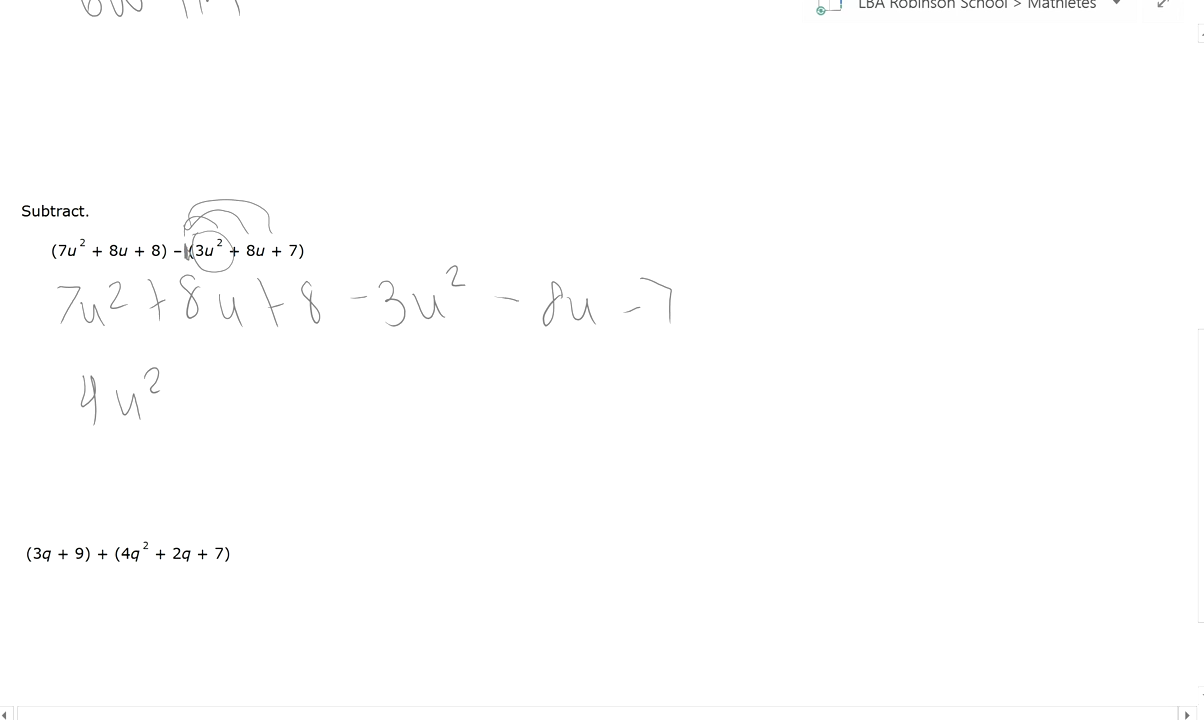 LBA Robinson School > Mathletes
Subtract.
(7u² + 8u + 8) – (3u² + 8u + 7)
7u² + 8u + 8 - 3u² - 8u - 7
4u²
(3q + 9) + (4q² + 2q + 7)